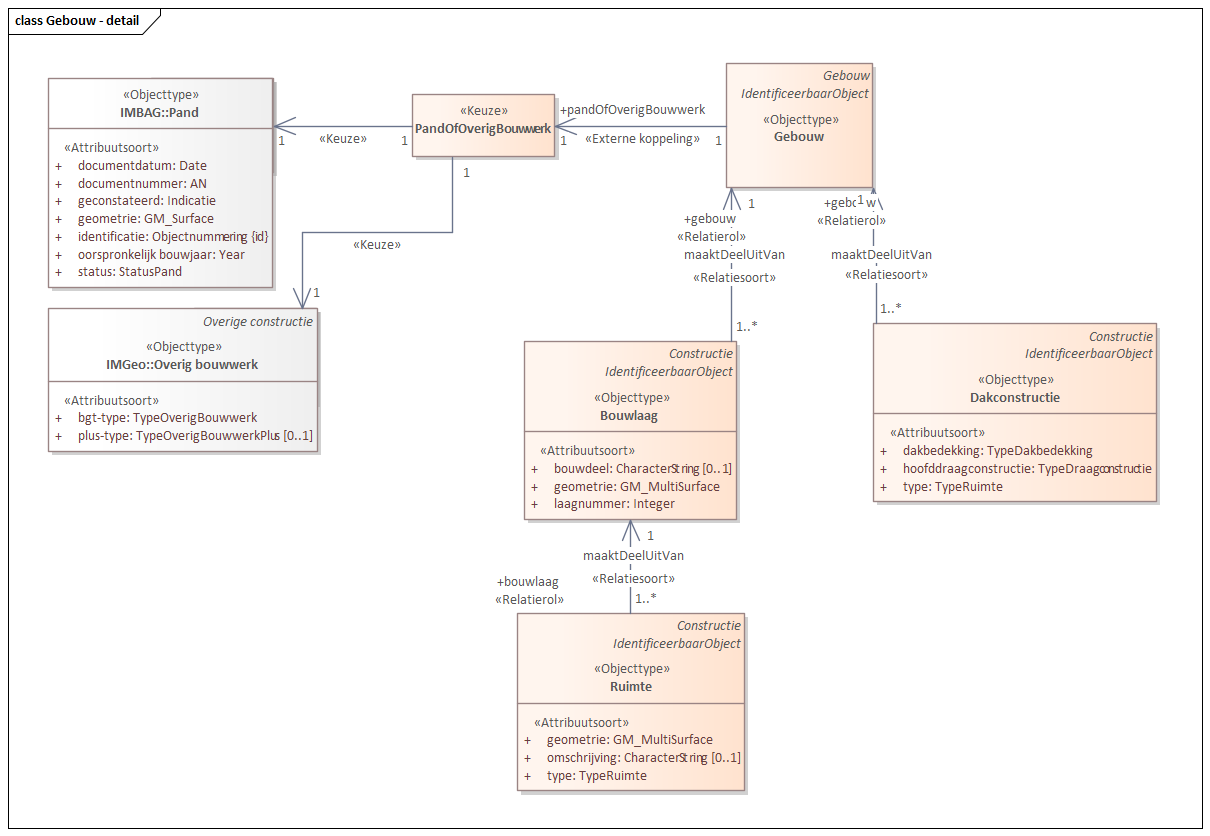 class Gebouw - detail
«Objecttype»
IMBAG::Pand
«Attribuutsoort»
+ documentdatum: Date
+ documentnummer: AN
+ geconstateerd: Indicatie
+ geometrie: GM_Surface
+ identificatie: Objectnummering {id}
+ oorspronkelijk bouwjaar: Year
+ status: StatusPand
1
«Keuze»
1
«Keuze»
PandOfOverigBouwwerk
+pandOfOverigBouwwerk
1
«Externe koppeling»
1
Gebouw
IdentificeerbaarObject
«Objecttype»
Gebouw
1
«Keuze»
1
Overige constructie
«Objecttype»
IMGeo::Overig bouwwerk
«Attribuutsoort»
+ bgt-type: TypeOverigBouwwerk
+ plus-type: TypeOverigBouwwerkPlus [0..1]
1
+gebouw
«Relatierol»
maaktDeelUitVan
«Relatiesoort»
1..*
1
«Relatierol»
maaktDeelUitVan
«Relatiesoort»
1..*
Constructie
IdentificeerbaarObject
«Objecttype»
Bouwlaag
«Attribuutsoort»
+ bouwdeel: CharacterString [0..1]
+ geometrie: GM_MultiSurface
+ laagnummer: Integer
Constructie
IdentificeerbaarObject
«Objecttype»
Dakconstructie
«Attribuutsoort»
+ dakbedekking: TypeDakbedekking
+ hoofddraagconstructie: TypeDraagconstructie
+ type: TypeRuimte
1
maaktDeelUitVan
«Relatiesoort»
+bouwlaag
«Relatierol»
1..*
Constructie
IdentificeerbaarObject
«Objecttype»
Ruimte
«Attribuutsoort»
+ geometrie: GM_MultiSurface
+ omschrijving: CharacterString [0..1]
+ type: TypeRuimte